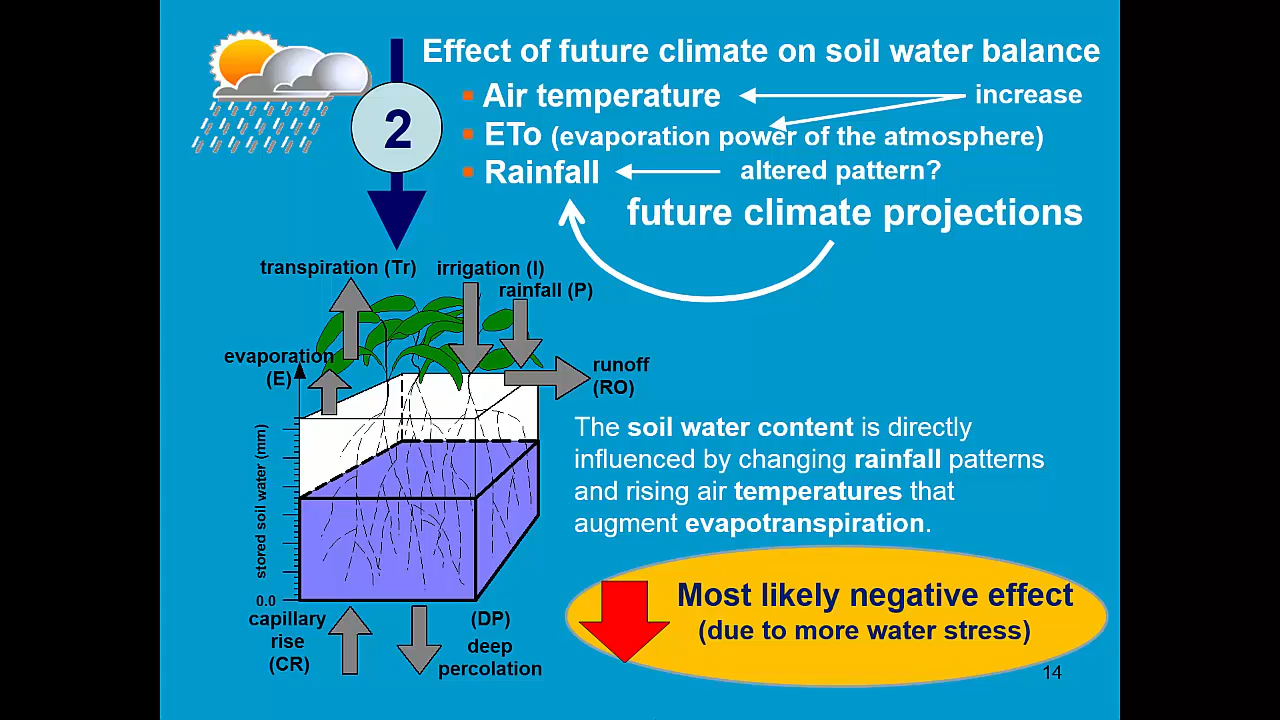 Effect of future climate on soil water balance
2
Air temperature
increase
ETo (evaporation power of the atmosphere)
Rainfall
altered pattern?
future climate projections
transpiration (Tr)
irrigation (I)
rainfall (P)
evaporation
(E)
runoff
(RO)
stored soil water (mm)
0.0
The soil water content is directly
influenced by changing rainfall patterns
and rising air temperatures that
augment evapotranspiration.
Most likely negative effect
(due to more water stress)
capillary
rise
(CR)
(DP)
deep
percolation
14